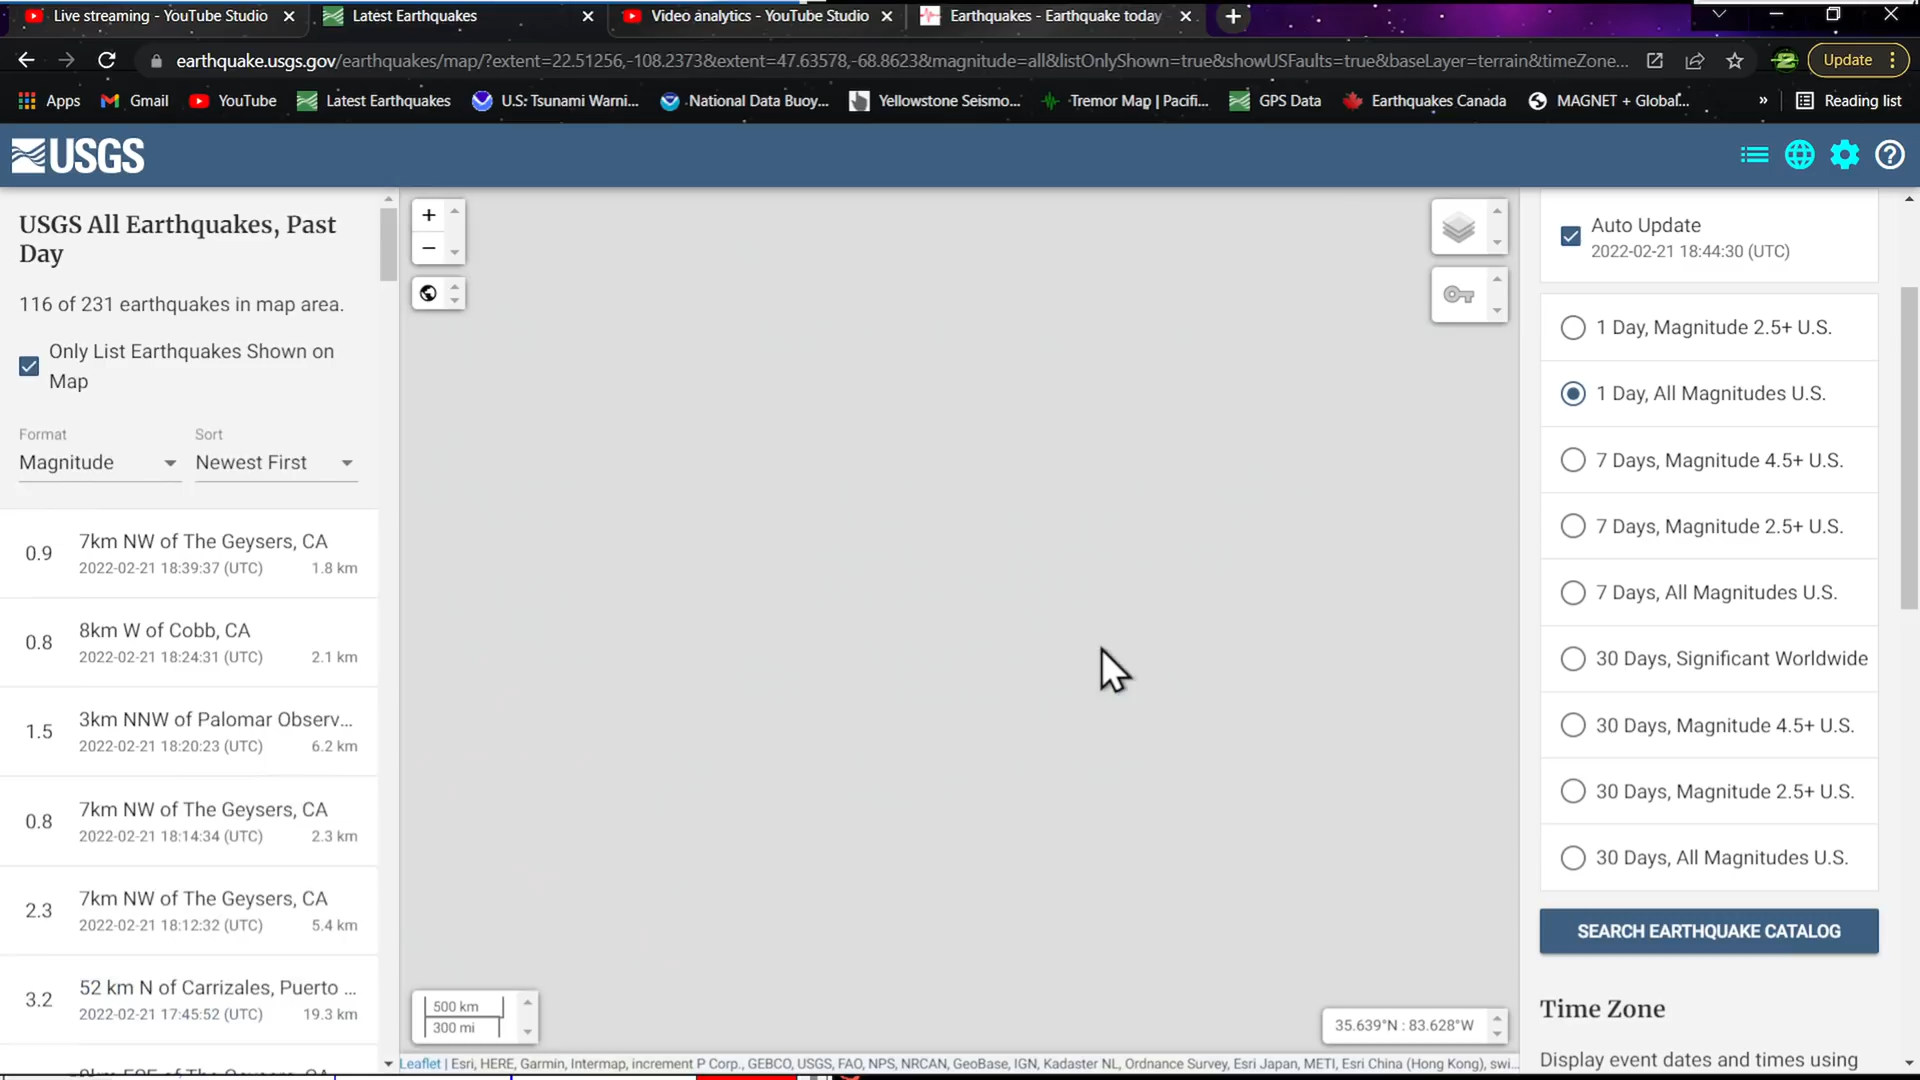 Live streaming - YouTube Studio
Latest Earthquakes
Video analytics - YouTube Studio
Earthquakes - Earthquake today
earthquake.usgs.gov/earthquakes/map/?extent=22.51256,-108.2373&extent=47.63578,-68.8623&magnitude=all&listOnlyShown=true&showUSFaults=true&baseLayer=terrain&timeZone...
Update
Apps
Gmail
YouTube
Latest Earthquakes
U.S: Tsunami Warni...
National Data Buoy...
Yellowstone Seismo...
Tremor Map | Pacifi...
GPS Data
Earthquakes Canada
MAGNET + Global...
»
Reading list
USGS
USGS All Earthquakes, Past
Day
116 of 231 earthquakes in map area.
Only List Earthquakes Shown on
Map
Format
Sort
Magnitude
Newest First
0.9
7km NW of The Geysers, CA
2022-02-21 18:39:37 (UTC)
1.8 km
0.8
8km W of Cobb, CA
2022-02-21 18:24:31 (UTC)
2.1 km
1.5
3km NNW of Palomar Observ...
2022-02-21 18:20:23 (UTC)
6.2 km
0.8
7km NW of The Geysers, CA
2022-02-21 18:14:34 (UTC)
2.3 km
2.3
7km NW of The Geysers, CA
2022-02-21 18:12:32 (UTC)
5.4 km
3.2
52 km N of Carrizales, Puerto ...
2022-02-21 17:45:52 (UTC)
19.3 km
+
−
500 km
300 mi
35.639°N : 83.628°W
Leaflet | Esri, HERE, Garmin, Intermap, increment P Corp., GEBCO, USGS, FAO, NPS, NRCAN, GeoBase, IGN, Kadaster NL, Ordnance Survey, Esri Japan, METI, Esri China (Hong Kong), swi...
Auto Update
2022-02-21 18:44:30 (UTC)
1 Day, Magnitude 2.5+ U.S.
1 Day, All Magnitudes U.S.
7 Days, Magnitude 4.5+ U.S.
7 Days, Magnitude 2.5+ U.S.
7 Days, All Magnitudes U.S.
30 Days, Significant Worldwide
30 Days, Magnitude 4.5+ U.S.
30 Days, Magnitude 2.5+ U.S.
30 Days, All Magnitudes U.S.
SEARCH EARTHQUAKE CATALOG
Time Zone
Display event dates and times using